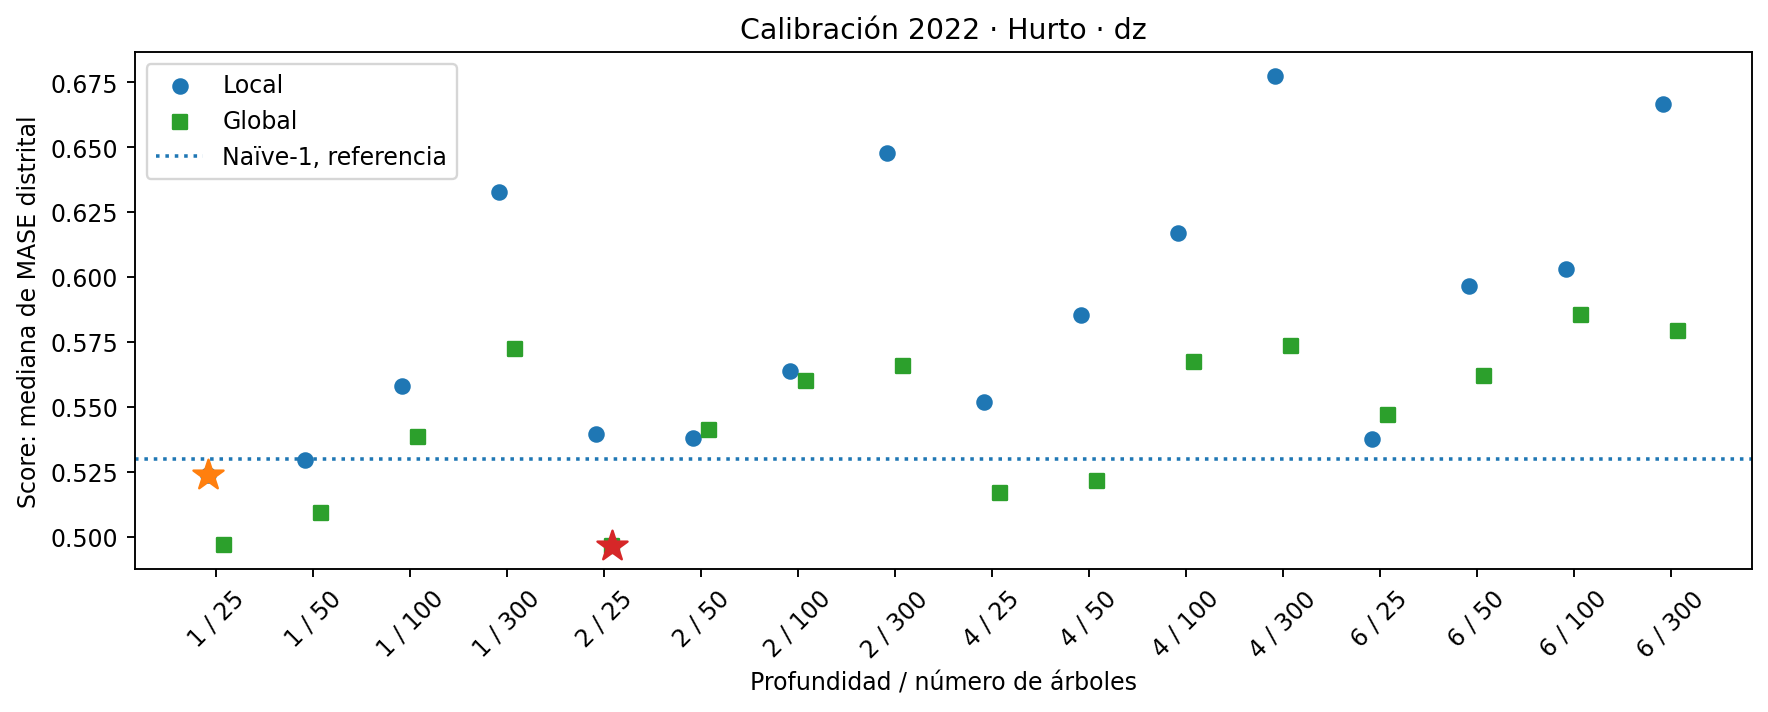 Calibración 2022 · Hurto · dz
Score: mediana de MASE distrital
0.675
0.650
0.625
0.600
0.575
0.550
0.525
0.500
Local
Global
Naïve-1, referencia
1 / 25
1 / 50
1 / 100
1 / 300
2 / 25
2 / 50
2 / 100
2 / 300
4 / 25
4 / 50
4 / 100
4 / 300
6 / 25
6 / 50
6 / 100
6 / 300
Profundidad / número de árboles